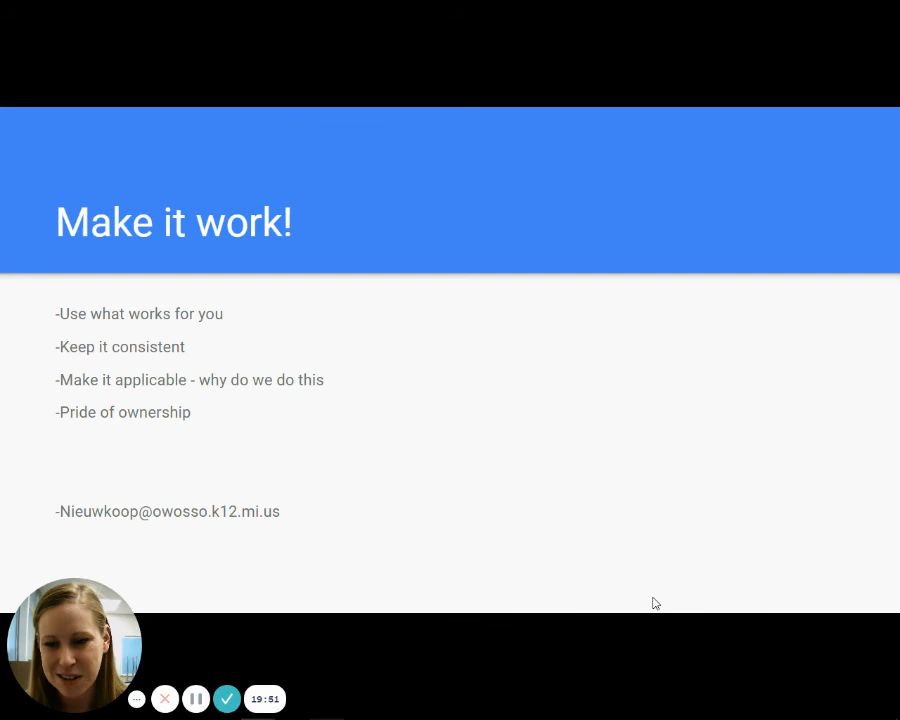 Make it work!
-Use what works for you
-Keep it consistent
-Make it applicable - why do we do this
-Pride of ownership
-Nieuwkoop@owosso.k12.mi.us
19:51